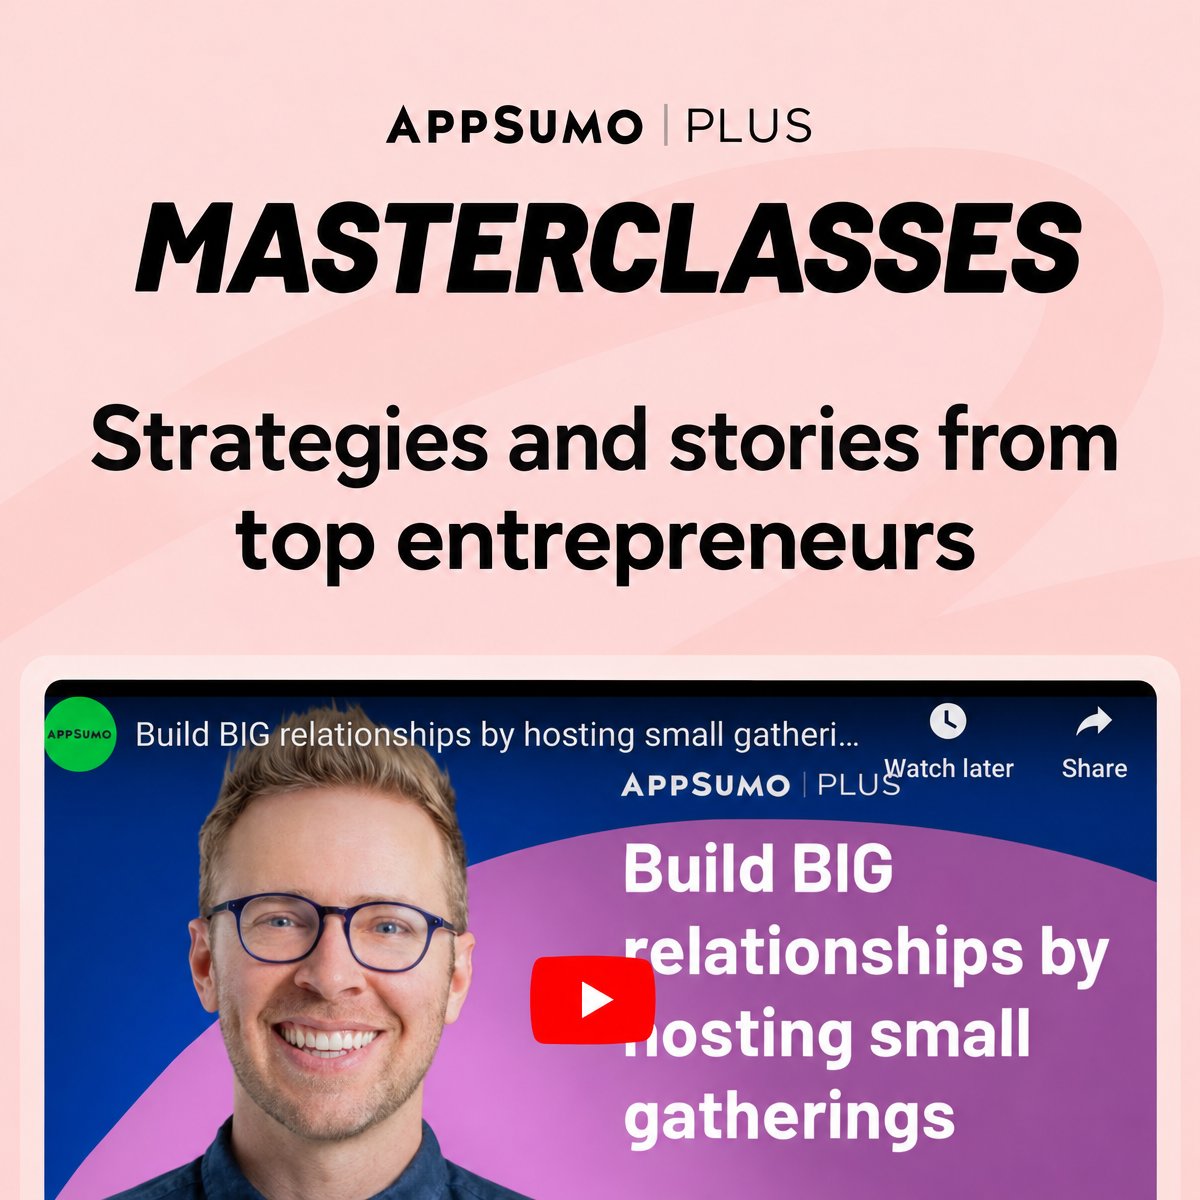 APPSUMO | PLUS
MASTERCLASSES
Strategies and stories from
top entrepreneurs
APPSUMO
Build BIG relationships by hosting small gatheri…
Watch later
Share
APPSUMO | PLUS
Build BIG
relationships by
hosting small
gatherings